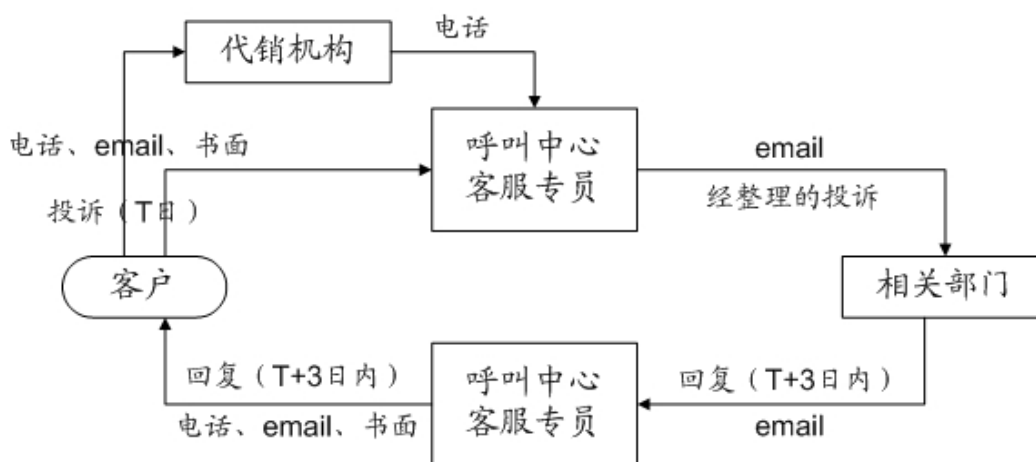 电话
代销机构
电话、email、书面
呼叫中心
客服专员
email
经整理的投诉
投诉（T日）
客户
相关部门
回复（T+3日内）
电话、email、书面
呼叫中心
客服专员
回复（T+3日内）
email